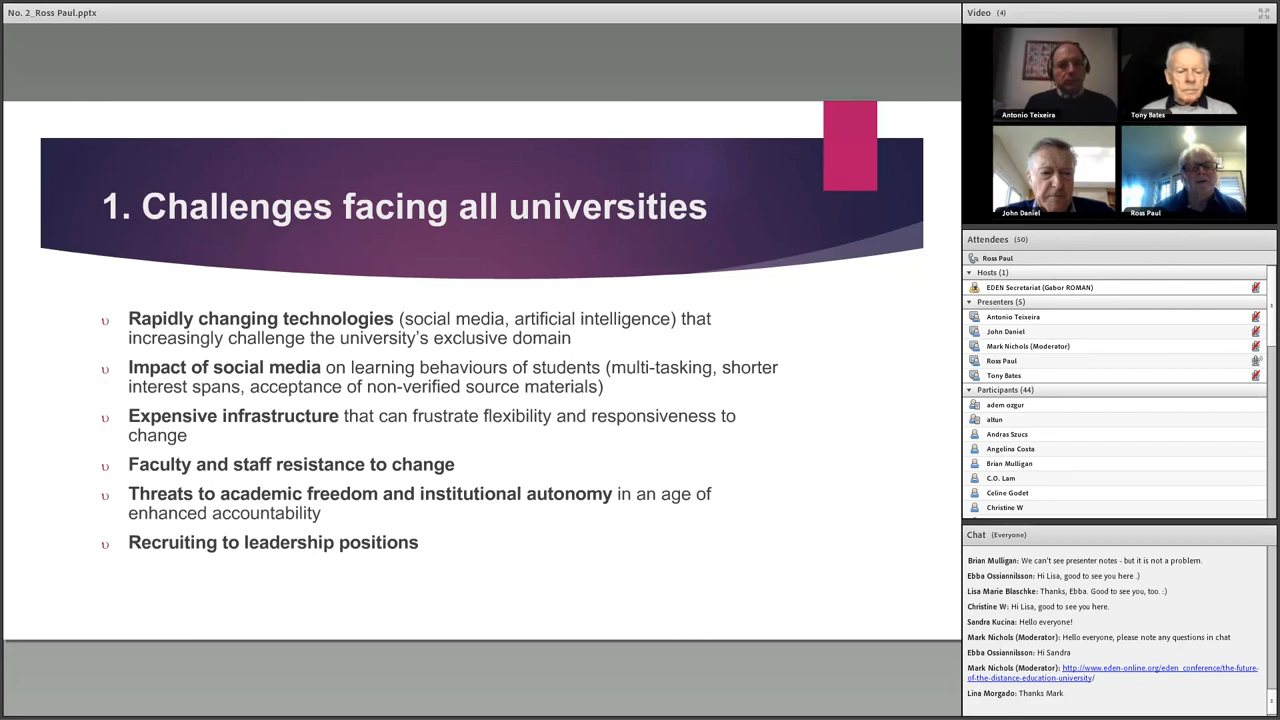 No. 2_Ross Paul.pptx
1. Challenges facing all universities
υ Rapidly changing technologies (social media, artificial intelligence) that
increasingly challenge the university’s exclusive domain
υ Impact of social media on learning behaviours of students (multi-tasking, shorter
interest spans, acceptance of non-verified source materials)
υ Expensive infrastructure that can frustrate flexibility and responsiveness to
change
υ Faculty and staff resistance to change
υ Threats to academic freedom and institutional autonomy in an age of
enhanced accountability
υ Recruiting to leadership positions
Video (4)
Antonio Teixeira
Tony Bates
John Daniel
Ross Paul
Attendees (50)
Ross Paul
Hosts (1)
EDEN Secretariat (Gabor ROMAN)
Presenters (5)
Antonio Teixeira
John Daniel
Mark Nichols (Moderator)
Ross Paul
Tony Bates
Participants (44)
adem ozgur
altun
Andras Szucs
Angelina Costa
Brian Mulligan
C.O. Lam
Celine Godet
Christine W
Chat (Everyone)
Brian Mulligan: We can't see presenter notes - but it is not a problem.
Ebba Ossiannilsson: Hi Lisa, good to see you here .)
Lisa Marie Blaschke: Thanks, Ebba. Good to see you, too. :)
Christine W: Hi Lisa, good to see you here.
Sandra Kucina: Hello everyone!
Mark Nichols (Moderator): Hello everyone, please note any questions in chat
Ebba Ossiannilsson: Hi Sandra
Mark Nichols (Moderator): http://www.eden-online.org/eden_conference/the-future-
of-the-distance-education-university/
Lina Morgado: Thanks Mark